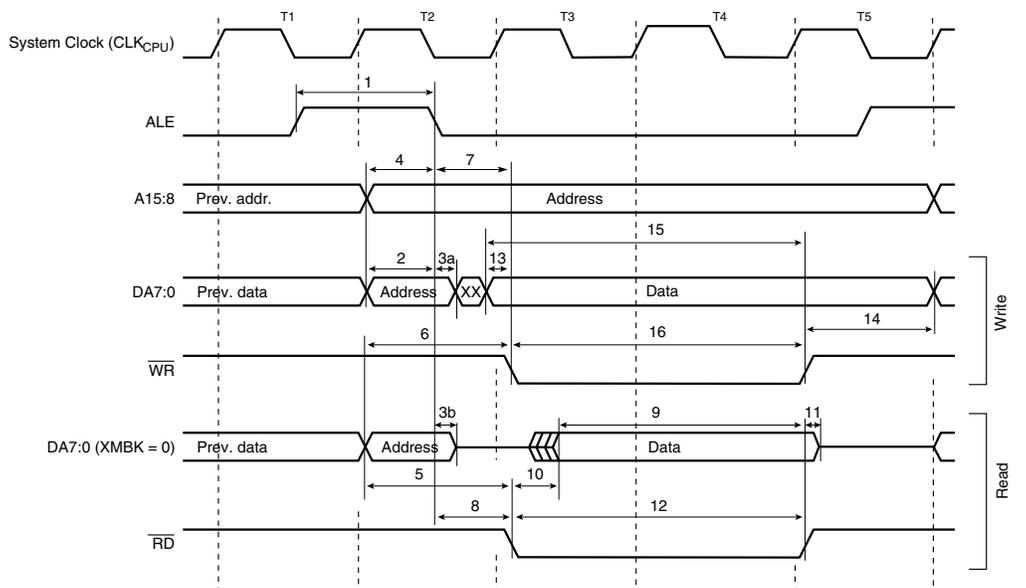 T1 T2 T3 T4 T5
System Clock (CLKCPU)
1
ALE
4 7
A15:8 Prev. addr. Address
15
2 3a 13
DA7:0 Prev. data Address XX Data
14
6 16
WR
Write
3b 9 11
DA7:0 (XMBK = 0) Prev. data Address Data
5 10
8 12
RD
Read